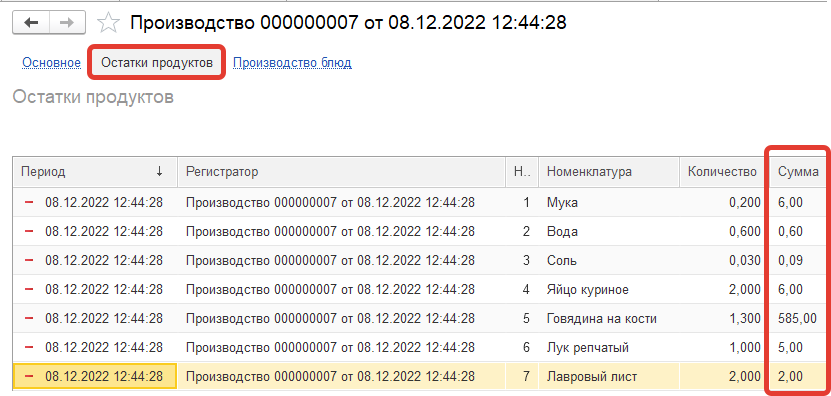 Производство 000000007 от 08.12.2022 12:44:28
Основное Остатки продуктов Производство блюд
Остатки продуктов
Период ↓ Регистратор Н.. Номенклатура Количество Сумма
08.12.2022 12:44:28 Производство 000000007 от 08.12.2022 12:44:28 1 Мука 0,200 6,00
08.12.2022 12:44:28 Производство 000000007 от 08.12.2022 12:44:28 2 Вода 0,600 0,60
08.12.2022 12:44:28 Производство 000000007 от 08.12.2022 12:44:28 3 Соль 0,030 0,09
08.12.2022 12:44:28 Производство 000000007 от 08.12.2022 12:44:28 4 Яйцо куриное 2,000 6,00
08.12.2022 12:44:28 Производство 000000007 от 08.12.2022 12:44:28 5 Говядина на кости 1,300 585,00
08.12.2022 12:44:28 Производство 000000007 от 08.12.2022 12:44:28 6 Лук репчатый 1,000 5,00
08.12.2022 12:44:28 Производство 000000007 от 08.12.2022 12:44:28 7 Лавровый лист 2,000 2,00